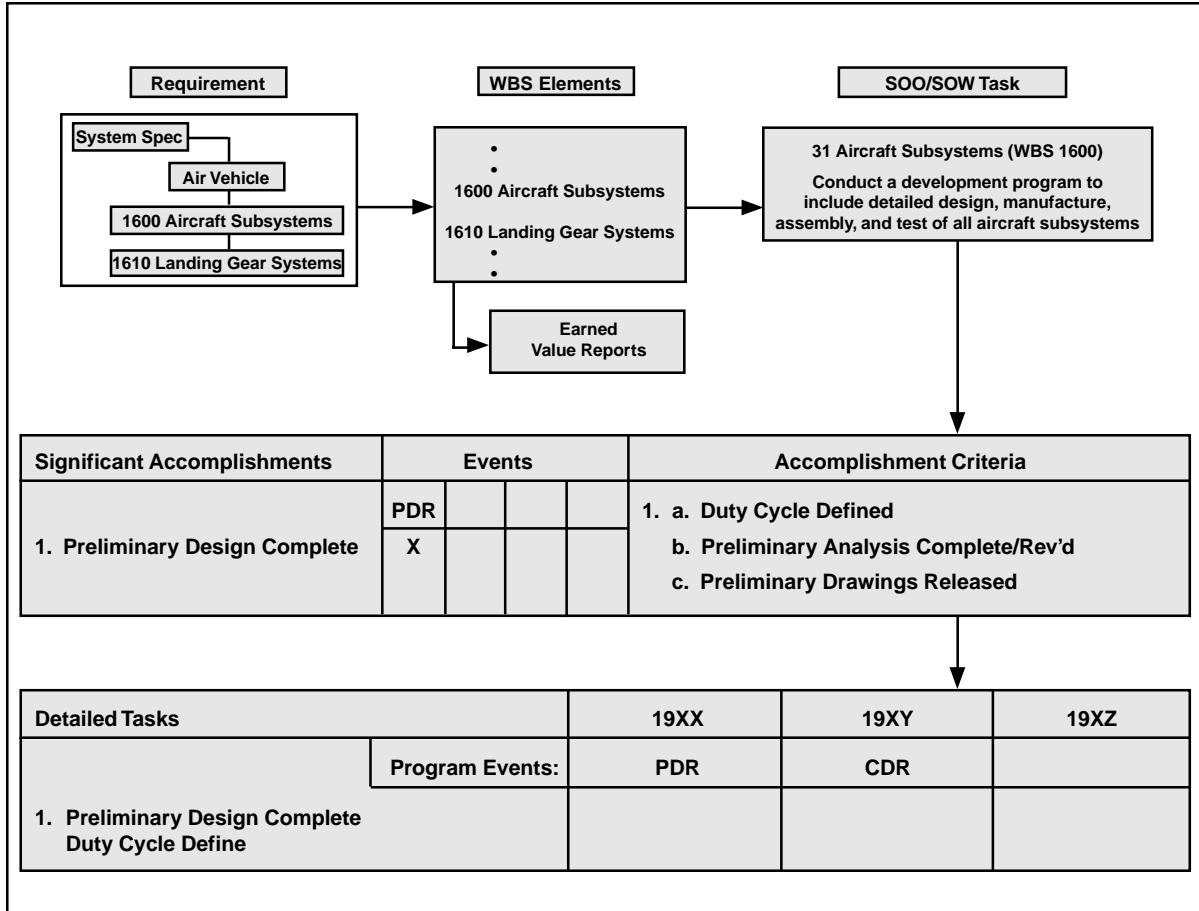 Requirement
WBS Elements
SOO/SOW Task
System Spec
Air Vehicle
1600 Aircraft Subsystems
1610 Landing Gear Systems
•
•
1600 Aircraft Subsystems
1610 Landing Gear Systems
•
•
31 Aircraft Subsystems (WBS 1600)
Conduct a development program to
include detailed design, manufacture,
assembly, and test of all aircraft subsystems
Earned
Value Reports
Significant Accomplishments
Events
Accomplishment Criteria
PDR
1. Preliminary Design Complete
X
1. a. Duty Cycle Defined
b. Preliminary Analysis Complete/Rev’d
c. Preliminary Drawings Released
Detailed Tasks
19XX
19XY
19XZ
Program Events:
PDR
CDR
1. Preliminary Design Complete
Duty Cycle Define